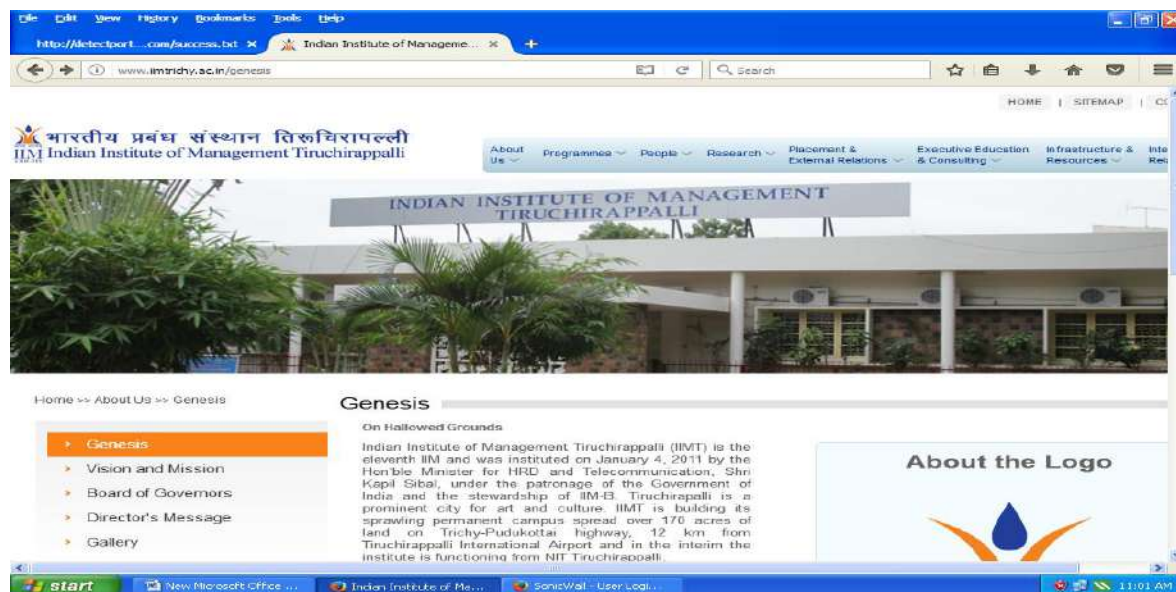 File Edit View History Bookmarks Tools Help
http://detectport....com/success.txt × Indian Institute of Manageme... × +
www.iimtrichy.ac.in/genesis Search
HOME | SITEMAP |
भारतीय प्रबंध संस्थान तिरूचिरापल्ली
IIM Indian Institute of Management Tiruchirappalli
About Us Programmes People Research Placement & External Relations Executive Education & Consulting Infrastructure & Resources
INDIAN INSTITUTE OF MANAGEMENT
TIRUCHIRAPPALLI
Home >> About Us >> Genesis
Genesis
Vision and Mission
Board of Governors
Director's Message
Gallery
Genesis
On Hallowed Grounds
Indian Institute of Management Tiruchirappalli (IIMT) is the
eleventh IIM and was instituted on January 4, 2011 by the
Hon'ble Minister for HRD and Telecommunication, Shri
Kapil Sibal, under the patronage of the Government of
India and the stewardship of IIM-B. Tiruchirapalli is a
prominent city for art and culture. IIMT is building its
sprawling permanent campus spread over 170 acres of
land on Trichy-Pudukottai highway, 12 km from
Tiruchirappalli International Airport and in the interim the
institute is functioning from NIT Tiruchirappalli.
About the Logo
start New Microsoft Office ... Indian Institute of Ma... SonicWall - User Logi... 11:01 AM